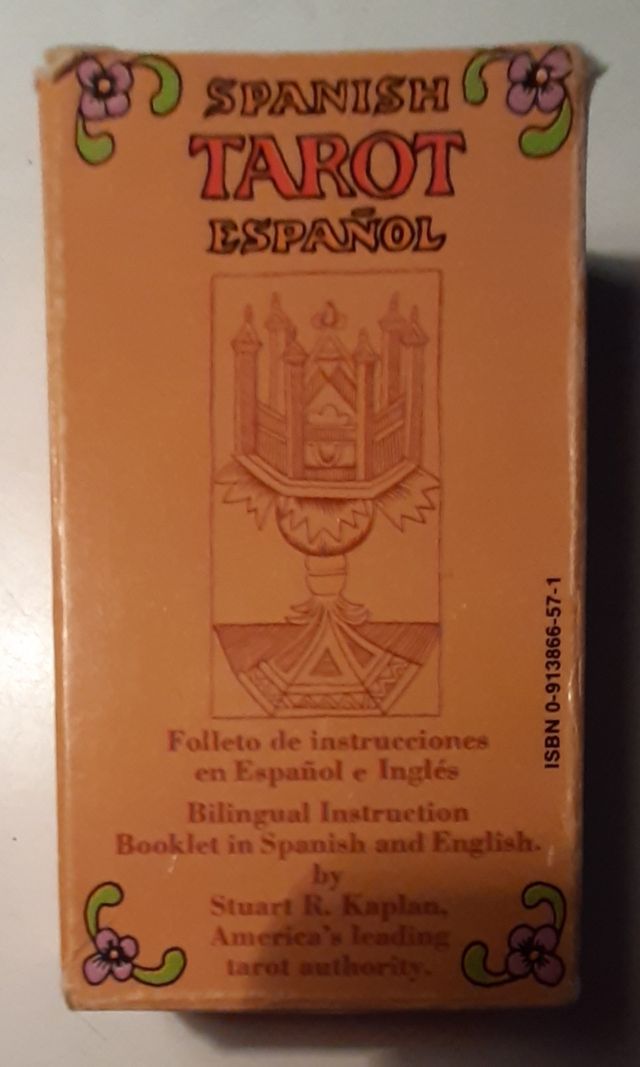 SPANISH
TAROT
ESPAÑOL
Folleto de instrucciones
en Español e Inglés
Bilingual Instruction
Booklet in Spanish and English.
by
Stuart R. Kaplan,
America's leading
tarot authority.
ISBN 0-913866-57-1